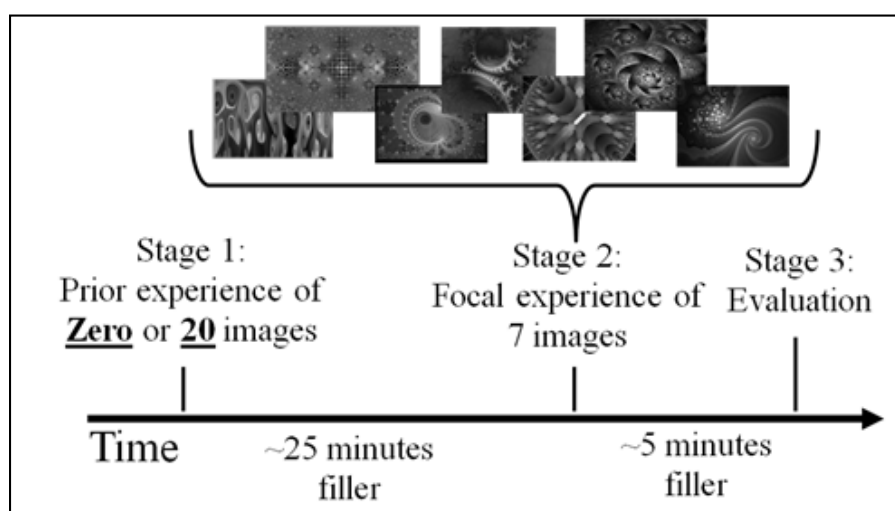 Stage 1:
Prior experience of
Zero or 20 images
Stage 2:
Focal experience of
7 images
Stage 3:
Evaluation
Time
~25 minutes
filler
~5 minutes
filler